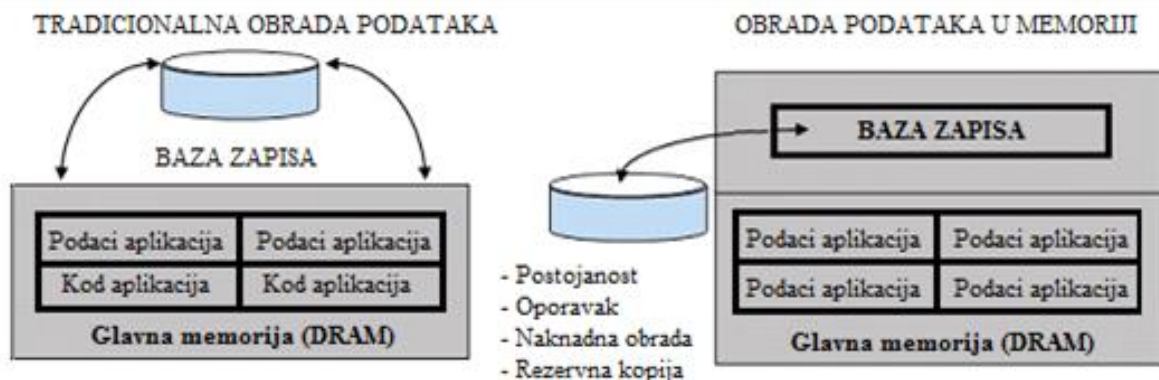 TRADICIONALNA OBRADA PODATAKA
BAZA ZAPISA
Podaci aplikacija Podaci aplikacija
Kod aplikacija Kod aplikacija
Glavna memorija (DRAM)
OBRADA PODATAKA U MEMORIJI
BAZA ZAPISA
- Postojanost
- Oporavak
- Naknadna obrada
- Rezervna kopija
Podaci aplikacija Podaci aplikacija
Podaci aplikacija Podaci aplikacija
Glavna memorija (DRAM)